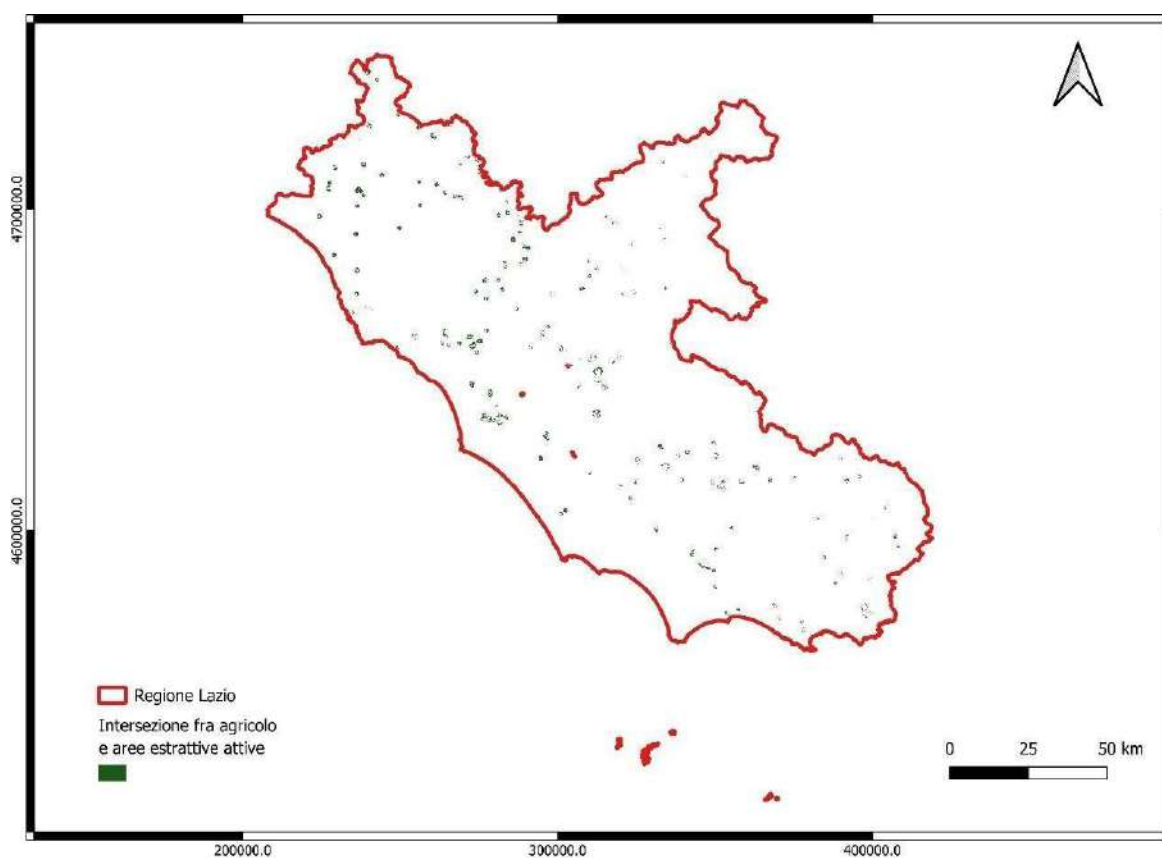 4700000.0
4600000.0
Regione Lazio
Intersezione fra agricolo
e aree estrattive attive
0 25 50 km
200000.0 300000.0 400000.0